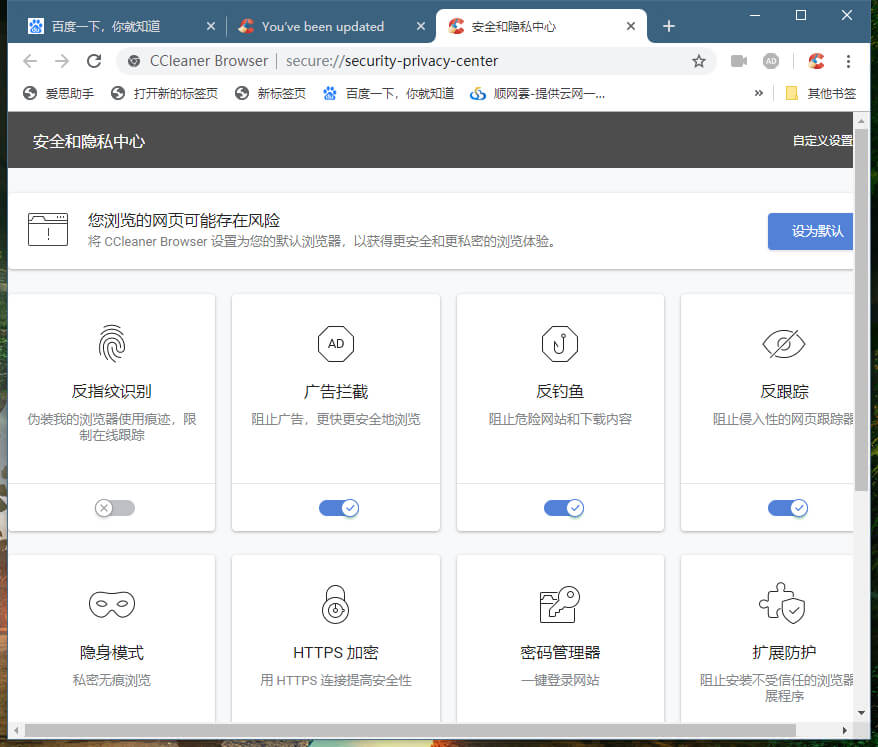 百度一下，你就知道
You've been updated
安全和隐私中心
CCleaner Browser
secure://security-privacy-center
AD
爱思助手
打开新的标签页
新标签页
百度一下，你就知道
顺网雲-提供云网一...
»
其他书签
安全和隐私中心
自定义设置
您浏览的网页可能存在风险
将 CCleaner Browser 设置为您的默认浏览器，以获得更安全和更私密的浏览体验。
设为默认
AD
反指纹识别
广告拦截
反钓鱼
反跟踪
伪装我的浏览器使用痕迹，限
制在线跟踪
阻止广告，更快更安全地浏览
阻止危险网站和下载内容
阻止侵入性的网页跟踪器
隐身模式
HTTPS 加密
密码管理器
扩展防护
私密无痕浏览
用 HTTPS 连接提高安全性
一键登录网站
阻止安装不受信任的浏览器
展程序